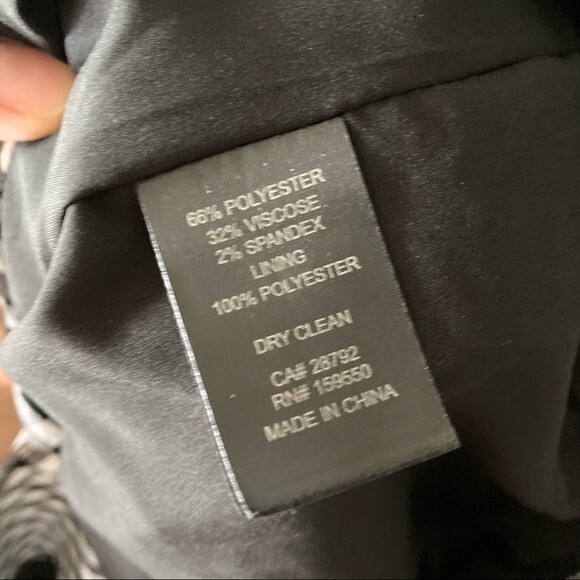 66% POLYESTER
32% VISCOSE
2% SPANDEX
LINING
100% POLYESTER
DRY CLEAN
CA# 28792
RN# 159550
MADE IN CHINA